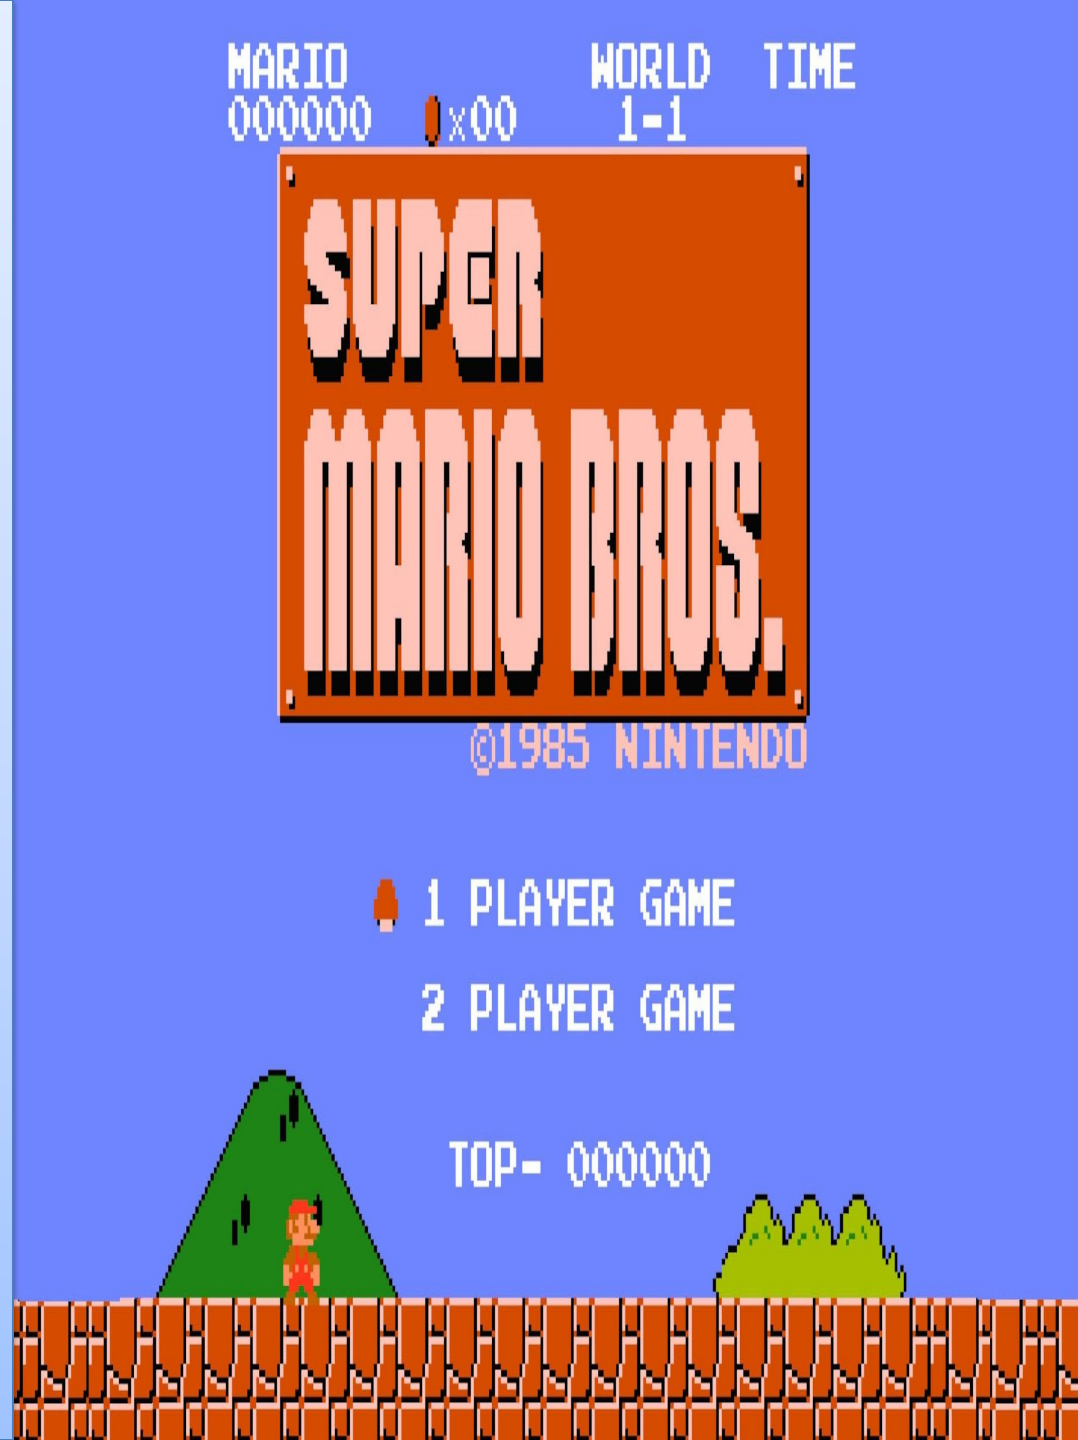 MARIO WORLD TIME
000000 x00 1-1
SUPER
MARIO BROS.
©1985 NINTENDO
1 PLAYER GAME
2 PLAYER GAME
TOP- 000000